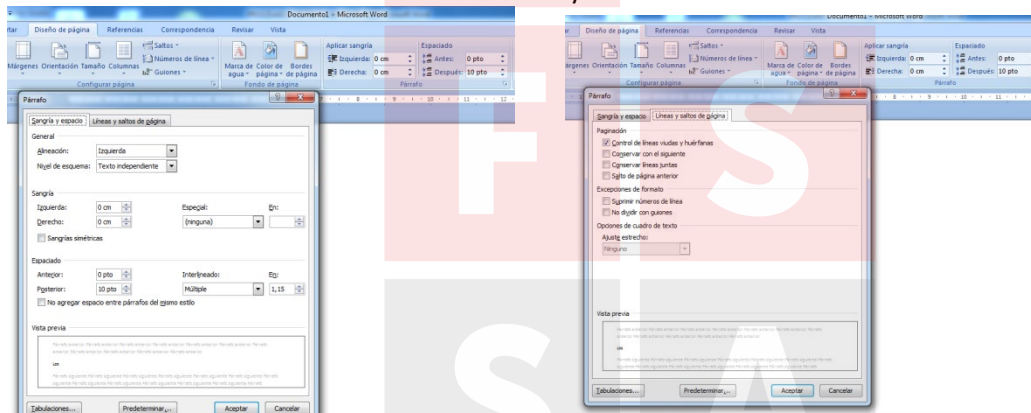 Documento1 - Microsoft Word
Diseño de página Referencias Correspondencia Revisar Vista
Saltos
Números de línea
Guiones
Márgenes Orientación Tamaño Columnas
Configurar página
Marca de agua Color de página Bordes de página
Fondo de página
Aplicar sangría
Izquierda: 0 cm
Derecha: 0 cm
Espaciado
Antes: 0 pto
Después: 10 pto
Párrafo
Párrafo
Sangría y espacio Líneas y saltos de página
General
Alineación: Izquierda
Nivel de esquema: Texto independiente
Sangría
Izquierda: 0 cm Especial: En:
Derecho: 0 cm (ninguna)
Sangrías simétricas
Espaciado
Anterior: 0 pto Interlineado: En:
Posterior: 10 pto Múltiple 1,15
No agregar espacio entre párrafos del mismo estilo
Vista previa
Tabulaciones... Predeterminar... Aceptar Cancelar
Documento1 - Microsoft Word
Diseño de página Referencias Correspondencia Revisar Vista
Saltos
Números de línea
Guiones
Márgenes Orientación Tamaño Columnas
Configurar página
Marca de agua Color de página Bordes de página
Fondo de página
Aplicar sangría
Izquierda: 0 cm
Derecha: 0 cm
Espaciado
Antes: 0 pto
Después: 10 pto
Párrafo
Párrafo
Sangría y espacio Líneas y saltos de página
Paginación
Control de líneas viudas y huérfanas
Conservar con el siguiente
Conservar líneas juntas
Salto de página anterior
Excepciones de formato
Suprimir números de línea
No dividir con guiones
Opciones de cuadro de texto
Ajuste estrecho:
Ninguno
Vista previa
Tabulaciones... Predeterminar... Aceptar Cancelar
F S
S A